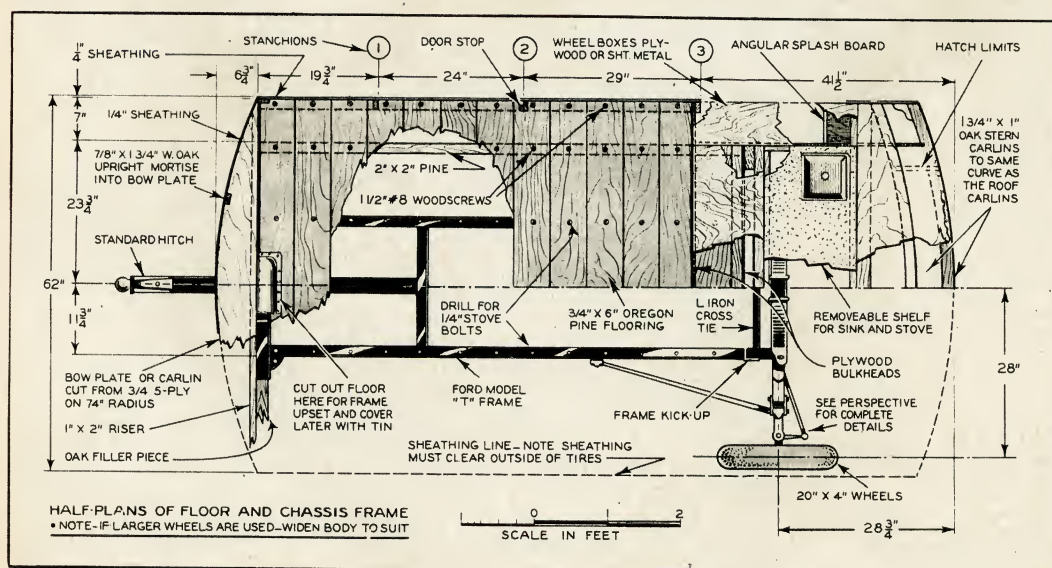 1/4" SHEATHING
STANCHIONS
1
DOOR STOP
2
WHEEL BOXES PLY-
WOOD OR SHT. METAL
3
ANGULAR SPLASH BOARD
HATCH LIMITS
6 3/4"
19 3/4"
24"
29"
41 1/2"
7"
1/4" SHEATHING
7/8" X 1 3/4" W. OAK
UPRIGHT MORTISE
INTO BOW PLATE
23 3/4"
STANDARD HITCH
62"
11 3/4"
2" X 2" PINE
1 1/2" #8 WOODSCREWS
1 3/4" X 1"
OAK STERN
CARLINS
TO SAME
CURVE AS
THE ROOF
CARLINS
DRILL FOR
1/4" STOVE
BOLTS
3/4" X 6" OREGON
PINE FLOORING
L IRON
CROSS
TIE
REMOVEABLE SHELF
FOR SINK AND STOVE
PLYWOOD
BULKHEADS
28"
BOW PLATE OR CARLIN
CUT FROM 3/4 5-PLY
ON 74" RADIUS
1" X 2" RISER
OAK FILLER PIECE
CUT OUT FLOOR
HERE FOR FRAME
UPSET AND COVER
LATER WITH TIN
FORD MODEL
"T" FRAME
FRAME KICK-UP
SEE PERSPECTIVE
FOR COMPLETE
DETAILS
SHEATHING LINE_NOTE SHEATHING
MUST CLEAR OUTSIDE OF TIRES
20" X 4" WHEELS
28 3/4"
HALF-PLANS OF FLOOR AND CHASSIS FRAME
• NOTE-IF LARGER WHEELS ARE USED_WIDEN BODY TO SUIT
0 2
SCALE IN FEET